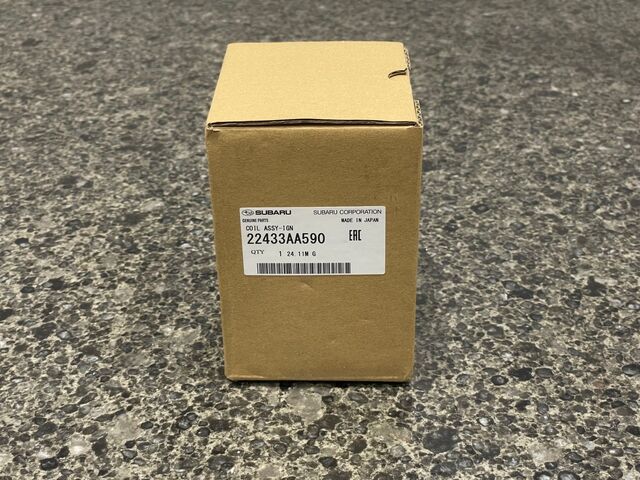 SUBARU SUBARU CORPORATION
GENUINE PARTS MADE IN JAPAN
COIL ASSY-IGN
22433AA590 EAC
QTY 1 24.11M G